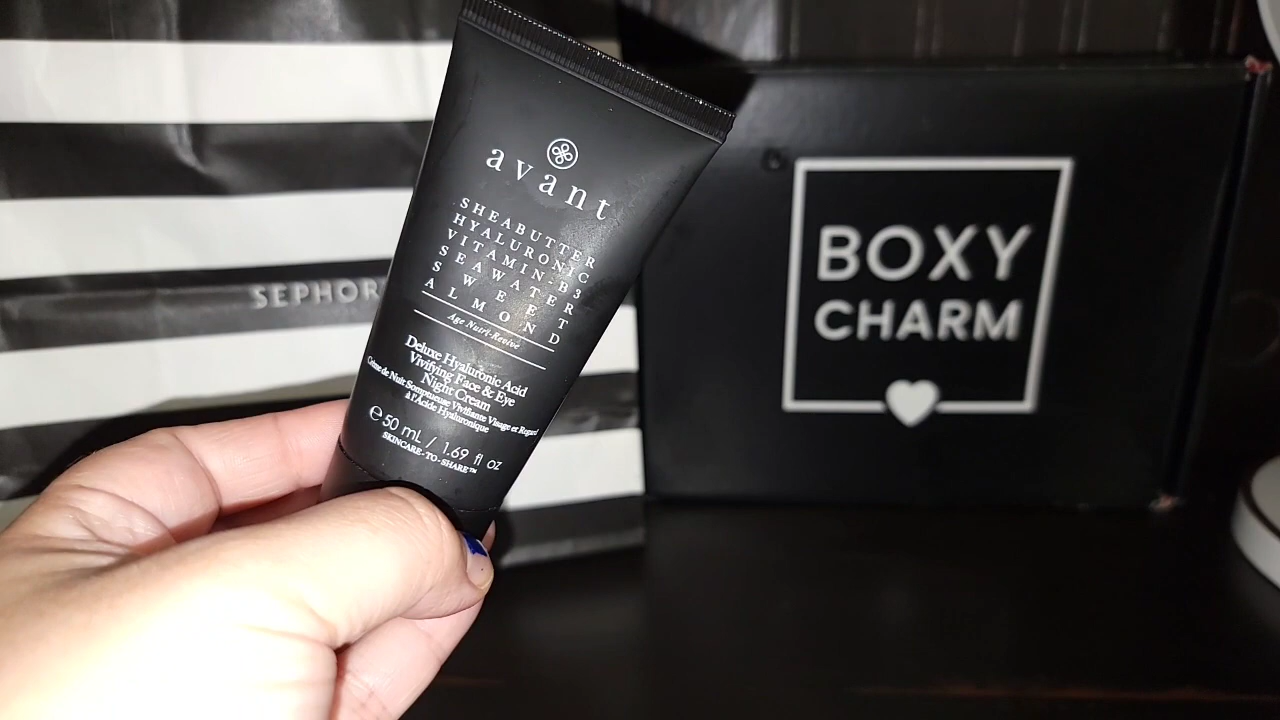 avant
SHEABUTTER
HYALURONIC
VITAMIN-B3
SEAWATER
SWEET
ALMOND
Age Nutri-Revive
Deluxe Hyaluronic Acid
Vivifying Face & Eye
Night Cream
Crème de Nuit Somptueuse Vivifiante Visage et Regard
à l'Acide Hyaluronique
℮ 50 mL / 1.69 fl oz
SKINCARE-TO-SHARE™
SEPHOR
BOXY
CHARM